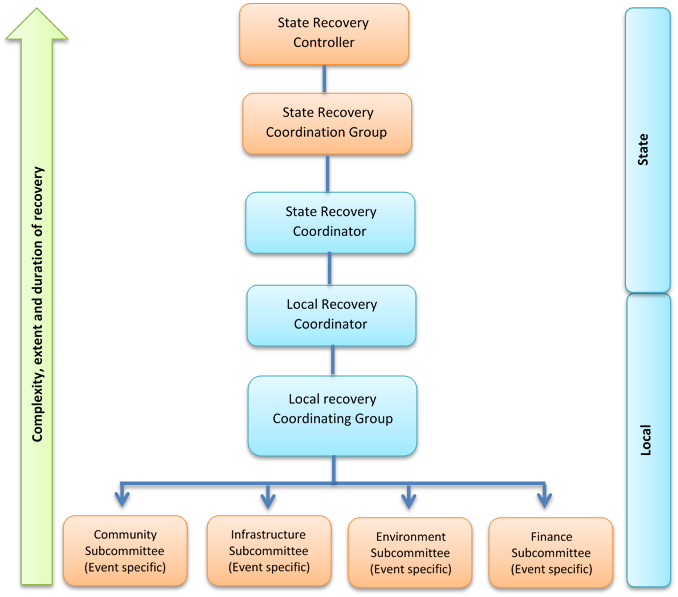 State Recovery
Controller
State Recovery
Coordination Group
State Recovery
Coordinator
Local Recovery
Coordinator
Local recovery
Coordinating Group
Community
Subcommittee
(Event specific)
Infrastructure
Subcommittee
(Event specific)
Environment
Subcommittee
(Event specific)
Finance
Subcommittee
(Event specific)
Complexity, extent and duration of recovery
State
Local